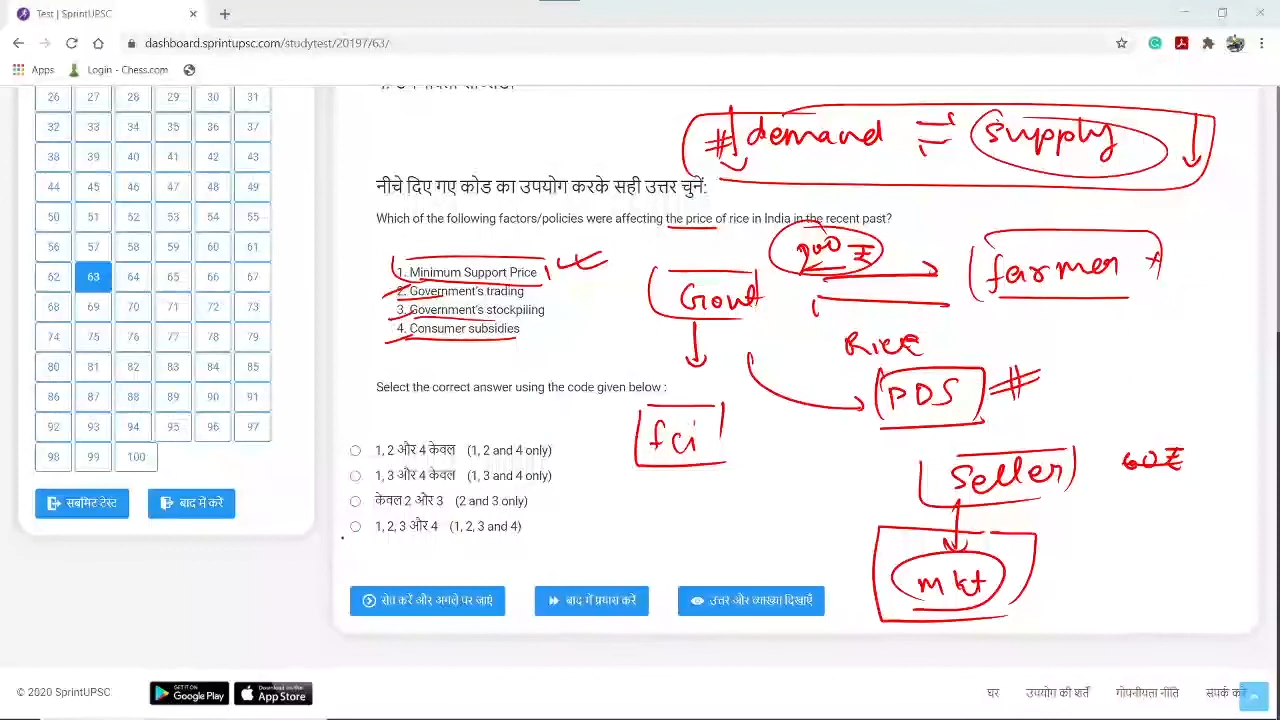 Test | SprintUPSC
dashboard.sprintupsc.com/studytest/20197/63/
Apps Login - Chess.com
26 27 28 29 30 31
32 33 34 35 36 37
38 39 40 41 42 43
44 45 46 47 48 49
50 51 52 53 54 55
56 57 58 59 60 61
62 63 64 65 66 67
68 69 70 71 72 73
74 75 76 77 78 79
80 81 82 83 84 85
86 87 88 89 90 91
92 93 94 95 96 97
98 99 100
सबमिट टेस्ट बाद में करे
# demand = supply
नीचे दिए गए कोड का उपयोग करके सही उत्तर चुनें:
Which of the following factors/policies were affecting the price of rice in India in the recent past?
1. Minimum Support Price
2. Government's trading
3. Government's stockpiling
4. Consumer subsidies
200 ₹
Govt
farmer
Rice
PDS #
fci
Seller 60₹
mkt
Select the correct answer using the code given below :
1, 2 और 4 केवल (1, 2 and 4 only)
1, 3 और 4 केवल (1, 3 and 4 only)
केवल 2 और 3 (2 and 3 only)
1, 2, 3 और 4 (1, 2, 3 and 4)
करें और अगले पर जाएं बाद में प्रयास करें उत्तर और व्याख्या दिखाएँ
© 2020 SprintUPSC GET IT ON Google Play Download on the App Store घर उपयोग की शर्तें गोपनीयता नीति संपर्क करें